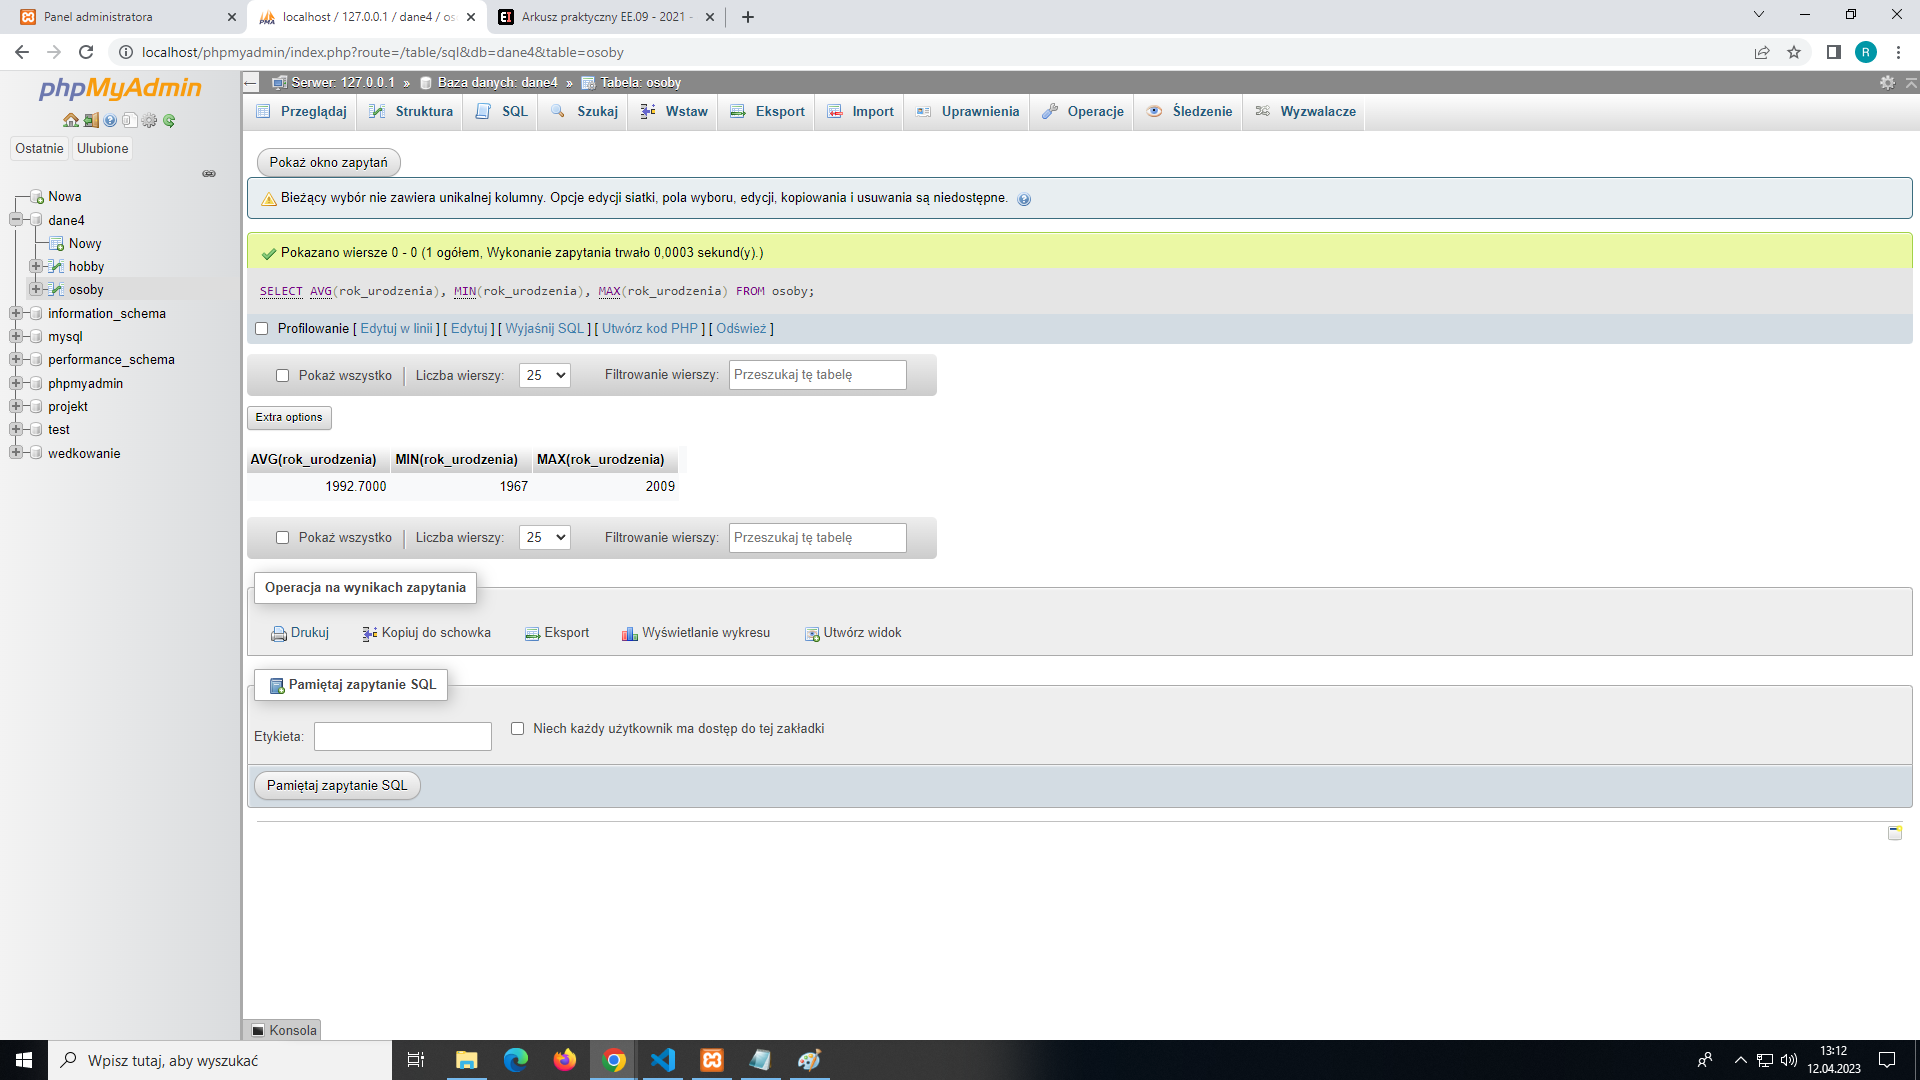 Panel administratora
localhost / 127.0.0.1 / dane4 / os
Arkusz praktyczny EE.09 - 2021 -
localhost/phpmyadmin/index.php?route=/table/sql&db=dane4&table=osoby
R
phpMyAdmin
Ostatnie
Ulubione
Nowa
dane4
Nowy
hobby
osoby
information_schema
mysql
performance_schema
phpmyadmin
projekt
test
wedkowanie
Serwer: 127.0.0.1 » Baza danych: dane4 » Tabela: osoby
Przeglądaj Struktura SQL Szukaj Wstaw Eksport Import Uprawnienia Operacje Śledzenie Wyzwalacze
Pokaż okno zapytań
Bieżący wybór nie zawiera unikalnej kolumny. Opcje edycji siatki, pola wyboru, edycji, kopiowania i usuwania są niedostępne.
Pokazano wiersze 0 - 0 (1 ogółem, Wykonanie zapytania trwało 0,0003 sekund(y).)
SELECT AVG(rok_urodzenia), MIN(rok_urodzenia), MAX(rok_urodzenia) FROM osoby;
Profilowanie [ Edytuj w linii ] [ Edytuj ] [ Wyjaśnij SQL ] [ Utwórz kod PHP ] [ Odśwież ]
Pokaż wszystko Liczba wierszy: 25 Filtrowanie wierszy: Przeszukaj tę tabelę
Extra options
AVG(rok_urodzenia) MIN(rok_urodzenia) MAX(rok_urodzenia)
1992.7000 1967 2009
Pokaż wszystko Liczba wierszy: 25 Filtrowanie wierszy: Przeszukaj tę tabelę
Operacja na wynikach zapytania
Drukuj Kopiuj do schowka Eksport Wyświetlanie wykresu Utwórz widok
Pamiętaj zapytanie SQL
Etykieta: Niech każdy użytkownik ma dostęp do tej zakładki
Pamiętaj zapytanie SQL
Konsola
Wpisz tutaj, aby wyszukać
13:12
12.04.2023